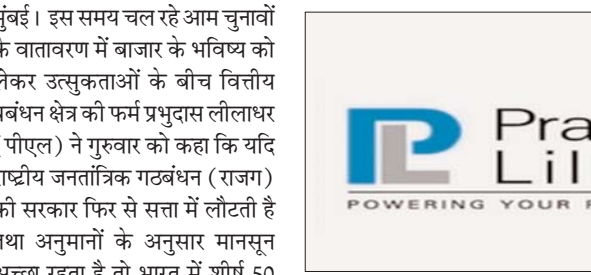 मुंबई। इस समय चल रहे आम चुनावों
के वातावरण में बाजार के भविष्य को
लेकर उत्सुकताओं के बीच वित्तीय
प्रबंधन क्षेत्र की फर्म प्रभुदास लीलाधर
(पीएल) ने गुरुवार को कहा कि यदि
राष्ट्रीय जनतांत्रिक गठबंधन (राजग)
की सरकार फिर से सत्ता में लौटती है
तथा अनुमानों के अनुसार मानसून
अच्छा रहता है तो भारत में शीर्ष 50
PL
Pra
Lil
POWERING YOUR